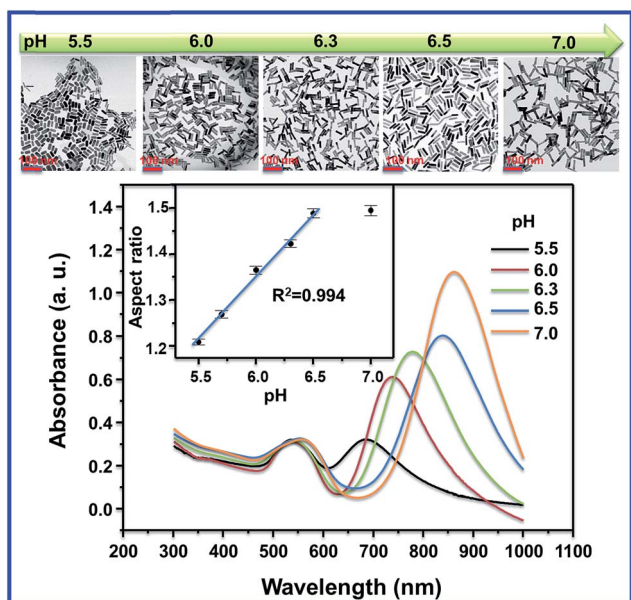 pH 5.5 6.0 6.3 6.5 7.0
100 nm 100 nm 100 nm 100 nm 100 nm
Absorbance (a. u.)
1.4
1.2
1.0
0.8
0.6
0.4
0.2
0.0
200 300 400 500 600 700 800 900 1000 1100
Wavelength (nm)
Aspect ratio
1.5
1.4
1.3
1.2
R²=0.994
5.5 6.0 6.5 7.0
pH
pH
5.5
6.0
6.3
6.5
7.0